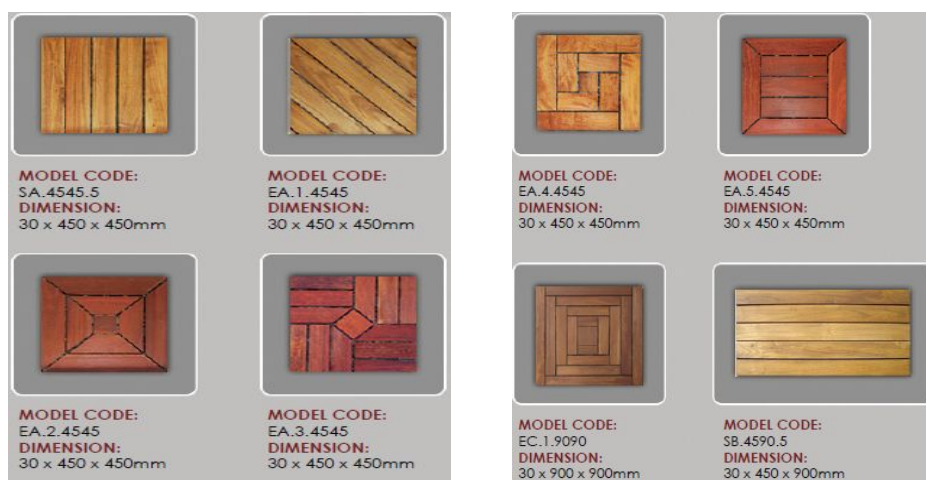 MODEL CODE:
SA.4545.5
DIMENSION:
30 x 450 x 450mm
MODEL CODE:
EA.1.4545
DIMENSION:
30 x 450 x 450mm
MODEL CODE:
EA.2.4545
DIMENSION:
30 x 450 x 450mm
MODEL CODE:
EA.3.4545
DIMENSION:
30 x 450 x 450mm
MODEL CODE:
EA.4.4545
DIMENSION:
30 x 450 x 450mm
MODEL CODE:
EA.5.4545
DIMENSION:
30 x 450 x 450mm
MODEL CODE:
EC.1.9090
DIMENSION:
30 x 900 x 900mm
MODEL CODE:
SB.4590.5
DIMENSION:
30 x 450 x 900mm